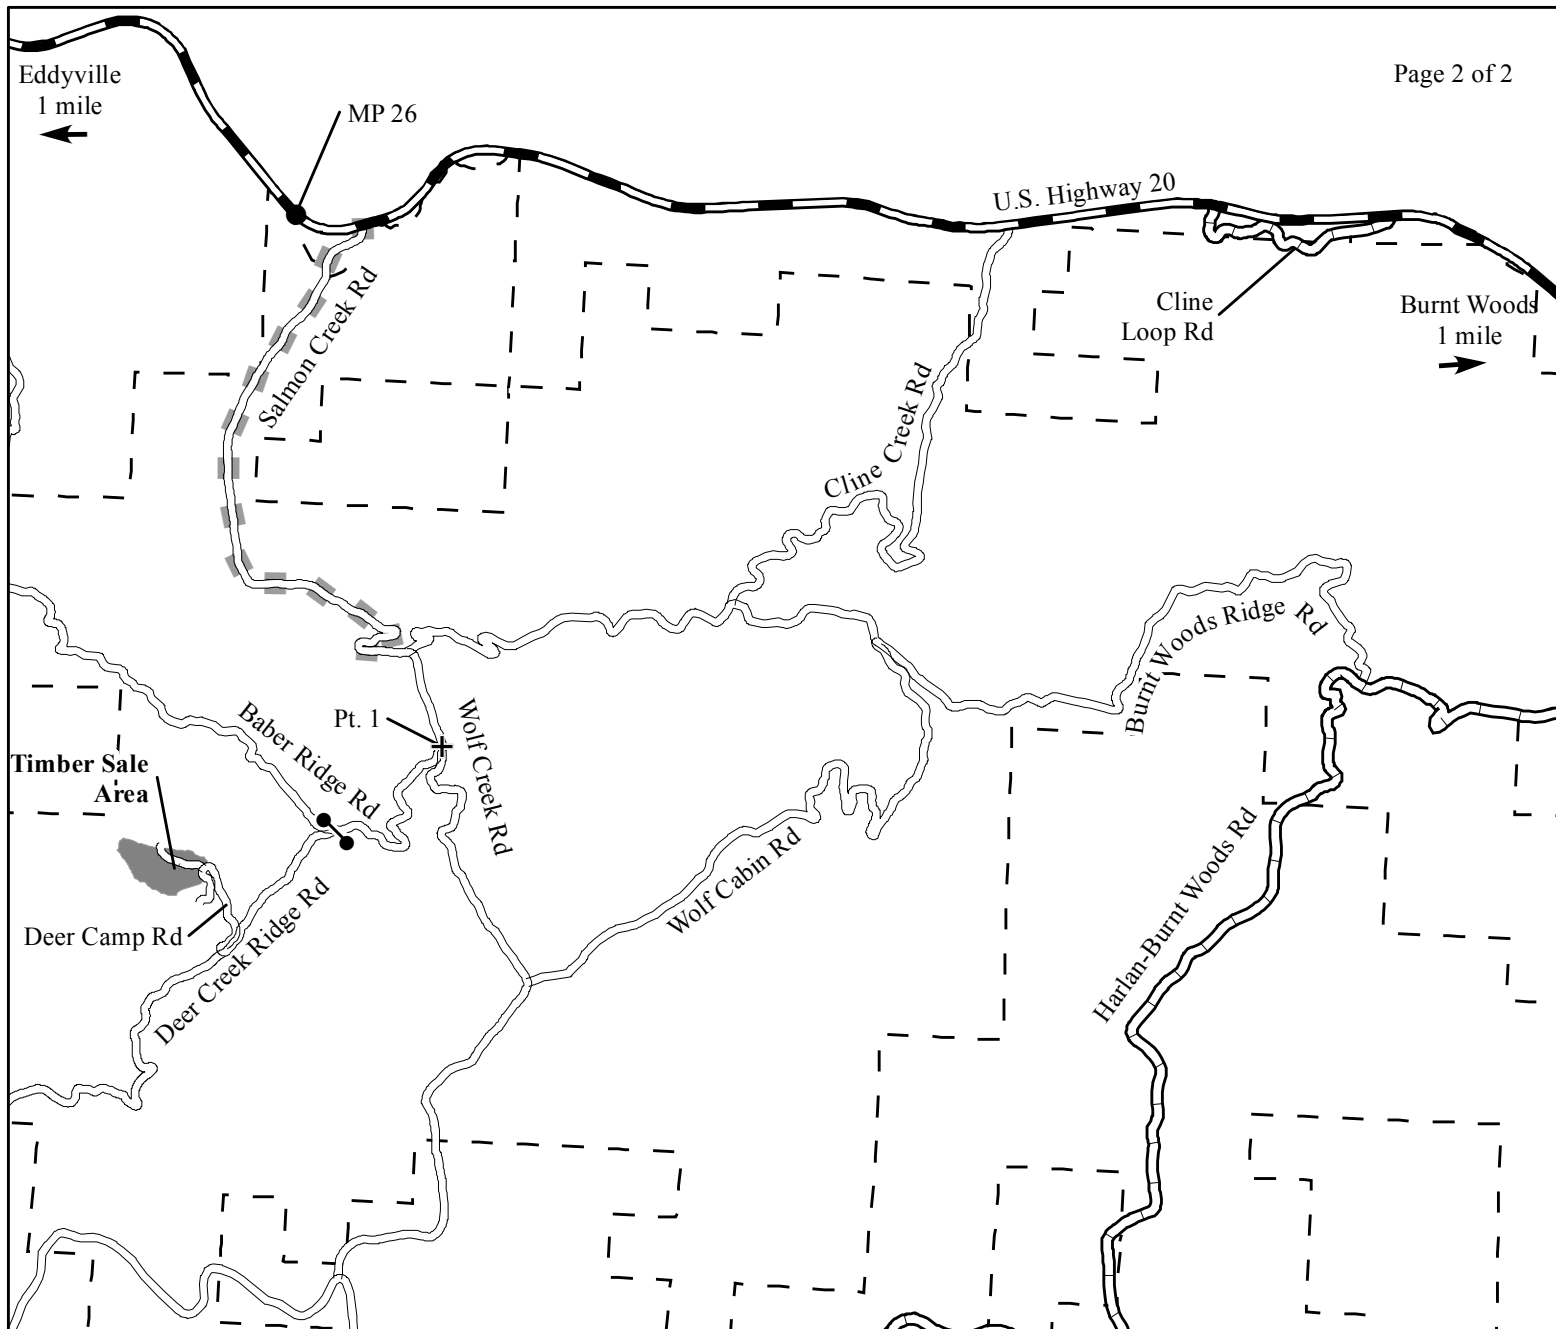 Eddyville
1 mile
Page 2 of 2
MP 26
U.S. Highway 20
Salmon Creek Rd
Cline
Loop Rd
Burnt Woods
1 mile
Cline Creek Rd
Burnt Woods Ridge Rd
Baber Ridge Rd
Pt. 1
Wolf Creek Rd
Timber Sale
Area
Wolf Cabin Rd
Harlan-Burnt Woods Rd
Deer Camp Rd
Deer Creek Ridge Rd